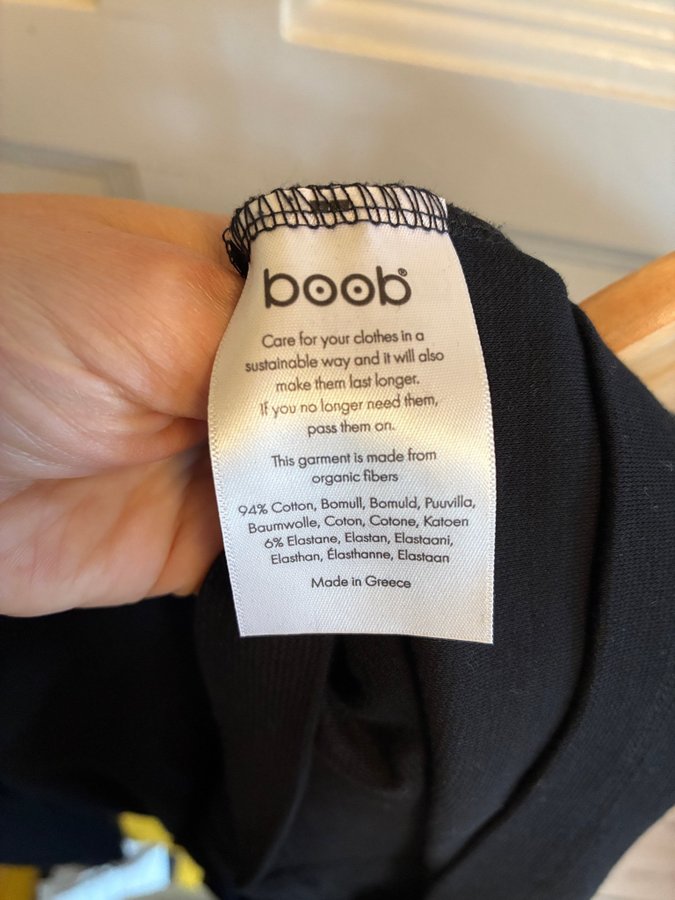 boob®
Care for your clothes in a
sustainable way and it will also
make them last longer.
If you no longer need them,
pass them on.
This garment is made from
organic fibers
94% Cotton, Bomull, Bomuld, Puuvilla,
Baumwolle, Coton, Cotone, Katoen
6% Elastane, Elastan, Elastaani,
Elasthan, Élasthanne, Elastaan
Made in Greece